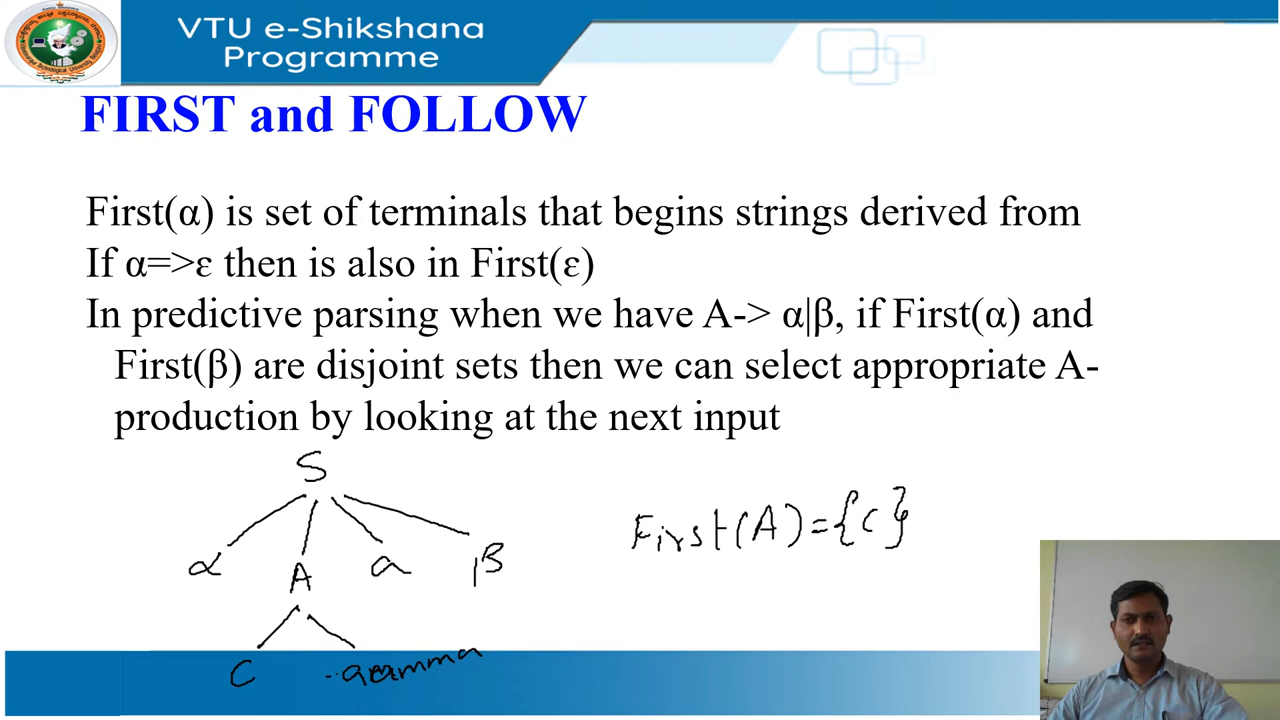 VTU e-Shikshana
Programme
FIRST and FOLLOW
First(α) is set of terminals that begins strings derived from
If α=>ε then is also in First(ε)
In predictive parsing when we have A-> α|β, if First(α) and
First(β) are disjoint sets then we can select appropriate A-
production by looking at the next input
S
α A a β
First(A)={c}
C